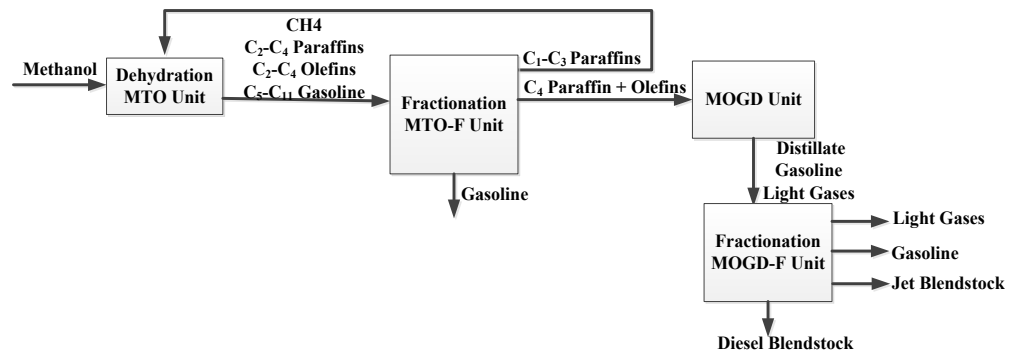 Methanol
Dehydration
MTO Unit
CH4
C₂-C₄ Paraffins
C₂-C₄ Olefins
C₅-C₁₁ Gasoline
Fractionation
MTO-F Unit
Gasoline
C₁-C₃ Paraffins
C₄ Paraffin + Olefins
MOGD Unit
Distillate
Gasoline
Light Gases
Fractionation
MOGD-F Unit
Light Gases
Gasoline
Jet Blendstock
Diesel Blendstock